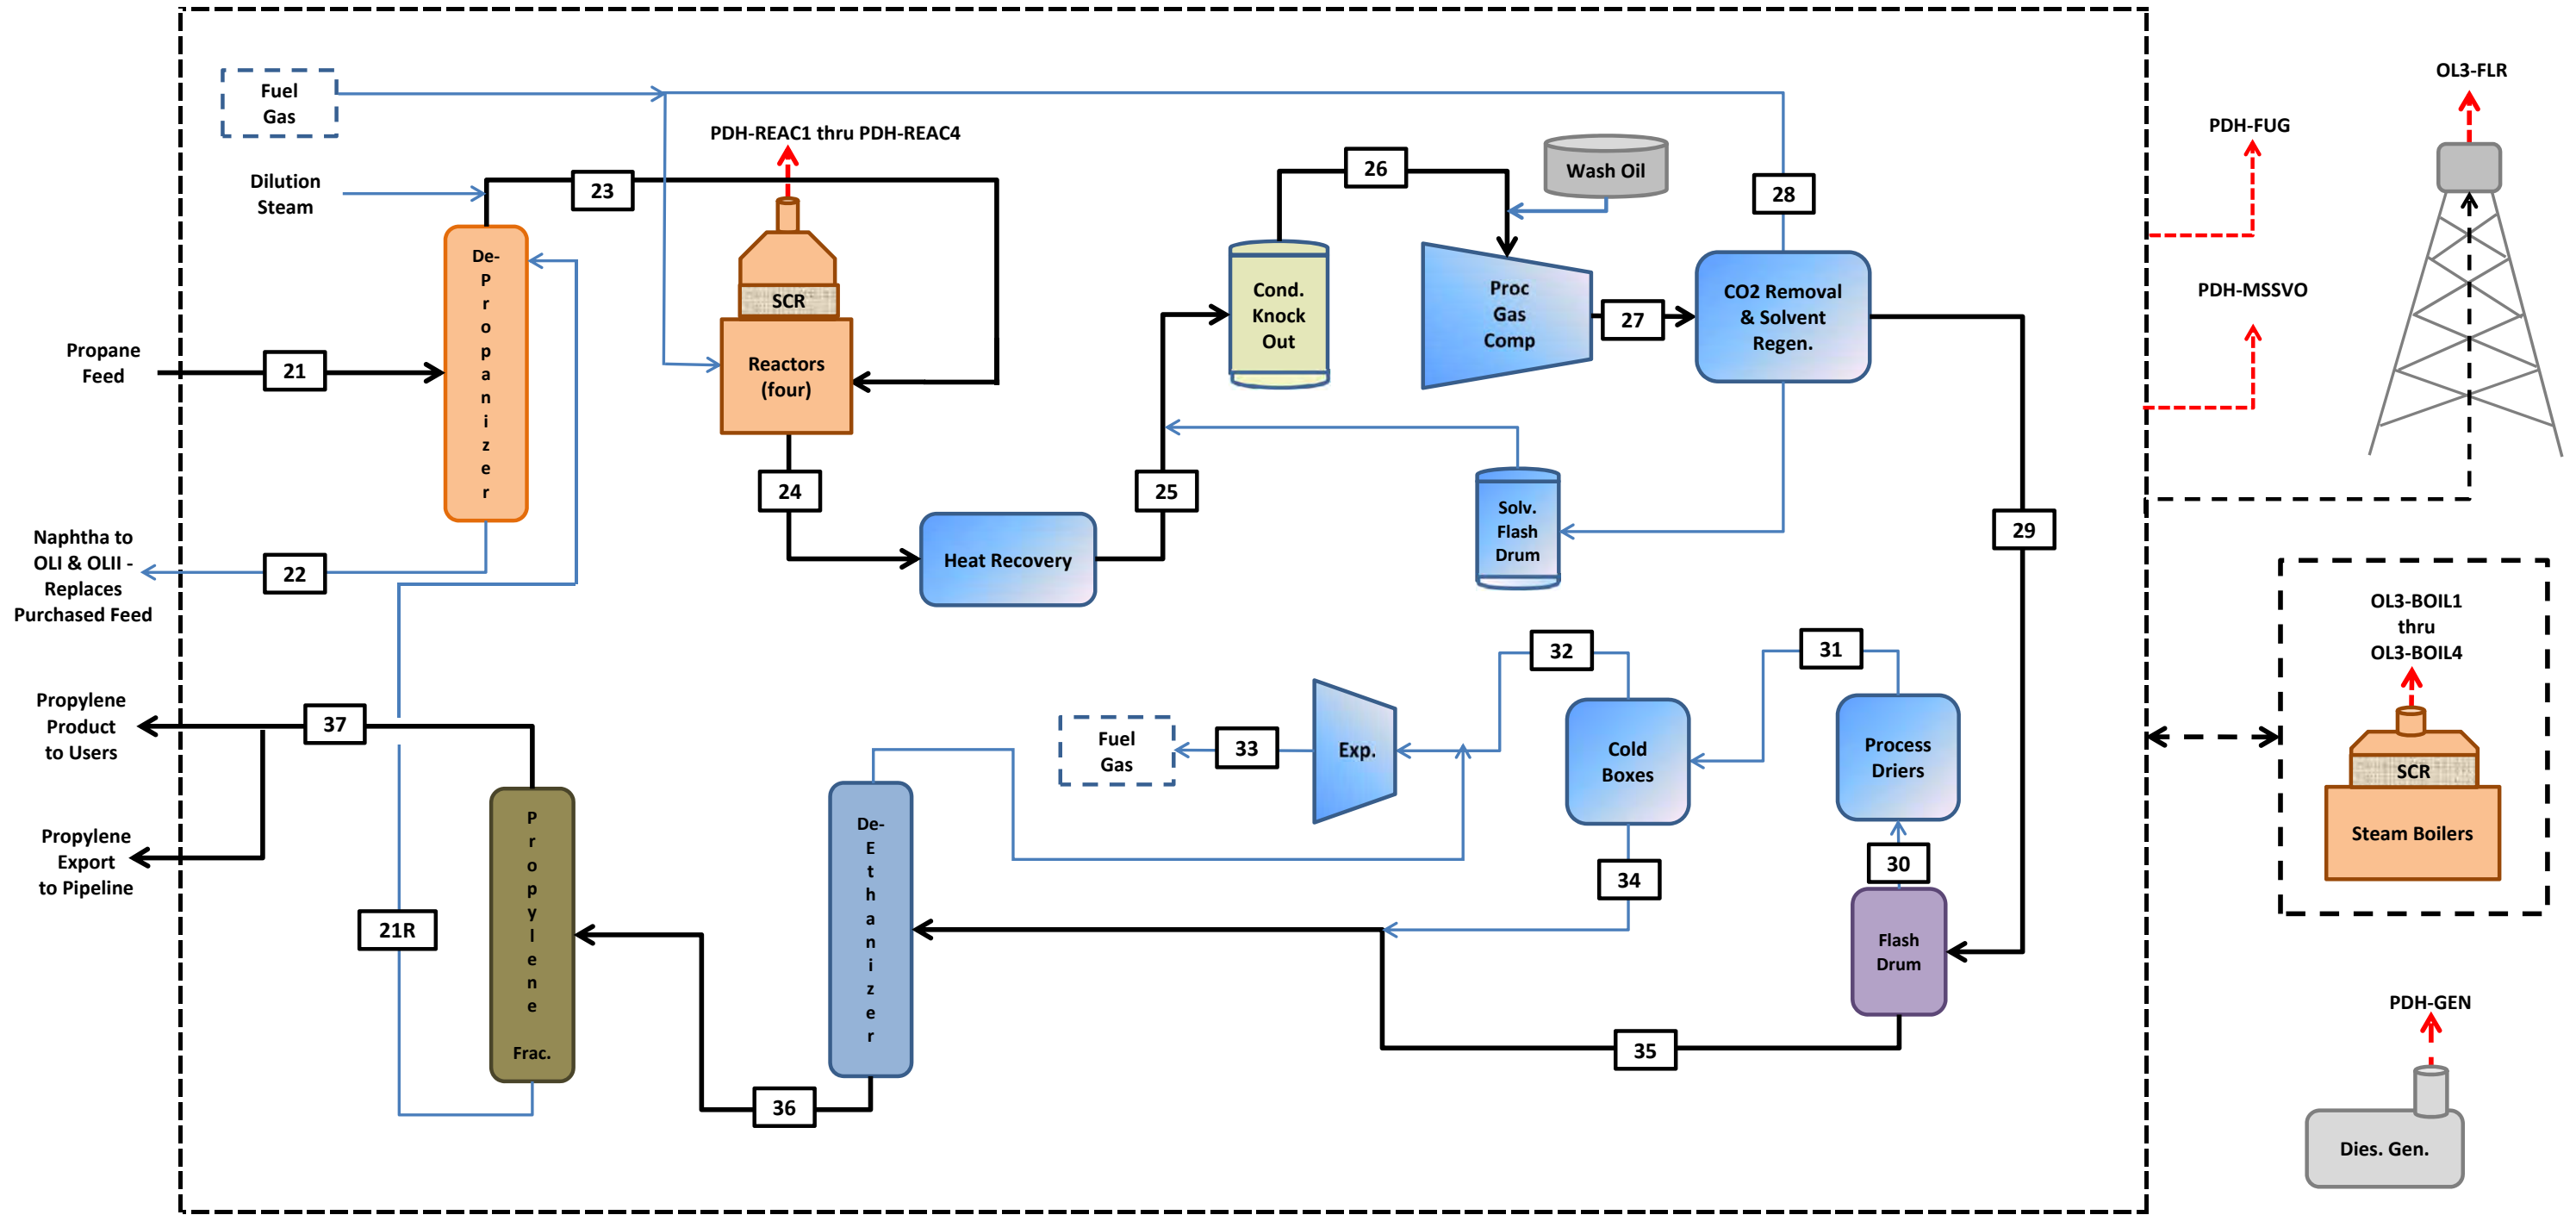 OL3-FLR
Fuel
Gas
PDH-FUG
PDH-REAC1 thru PDH-REAC4
Dilution
Steam
23
26
Wash Oil
28
De-
P
r
o
p
a
n
i
z
e
r
SCR
Reactors
(four)
Cond.
Knock
Out
Proc
Gas
Comp
27
CO2 Removal
& Solvent
Regen.
PDH-MSSVO
Propane
Feed
21
24
25
Solv.
Flash
Drum
29
Heat Recovery
Naphtha to
OLI & OLII -
Replaces
Purchased Feed
22
OL3-BOIL1
thru
OL3-BOIL4
SCR
Steam Boilers
Propylene
Product
to Users
37
Fuel
Gas
33
Exp.
32
Cold
Boxes
31
Process
Driers
30
34
Propylene
Export
to Pipeline
21R
P
r
o
p
y
l
e
n
e
Frac.
De-
E
t
h
a
n
i
z
e
r
Flash
Drum
35
36
PDH-GEN
Dies. Gen.